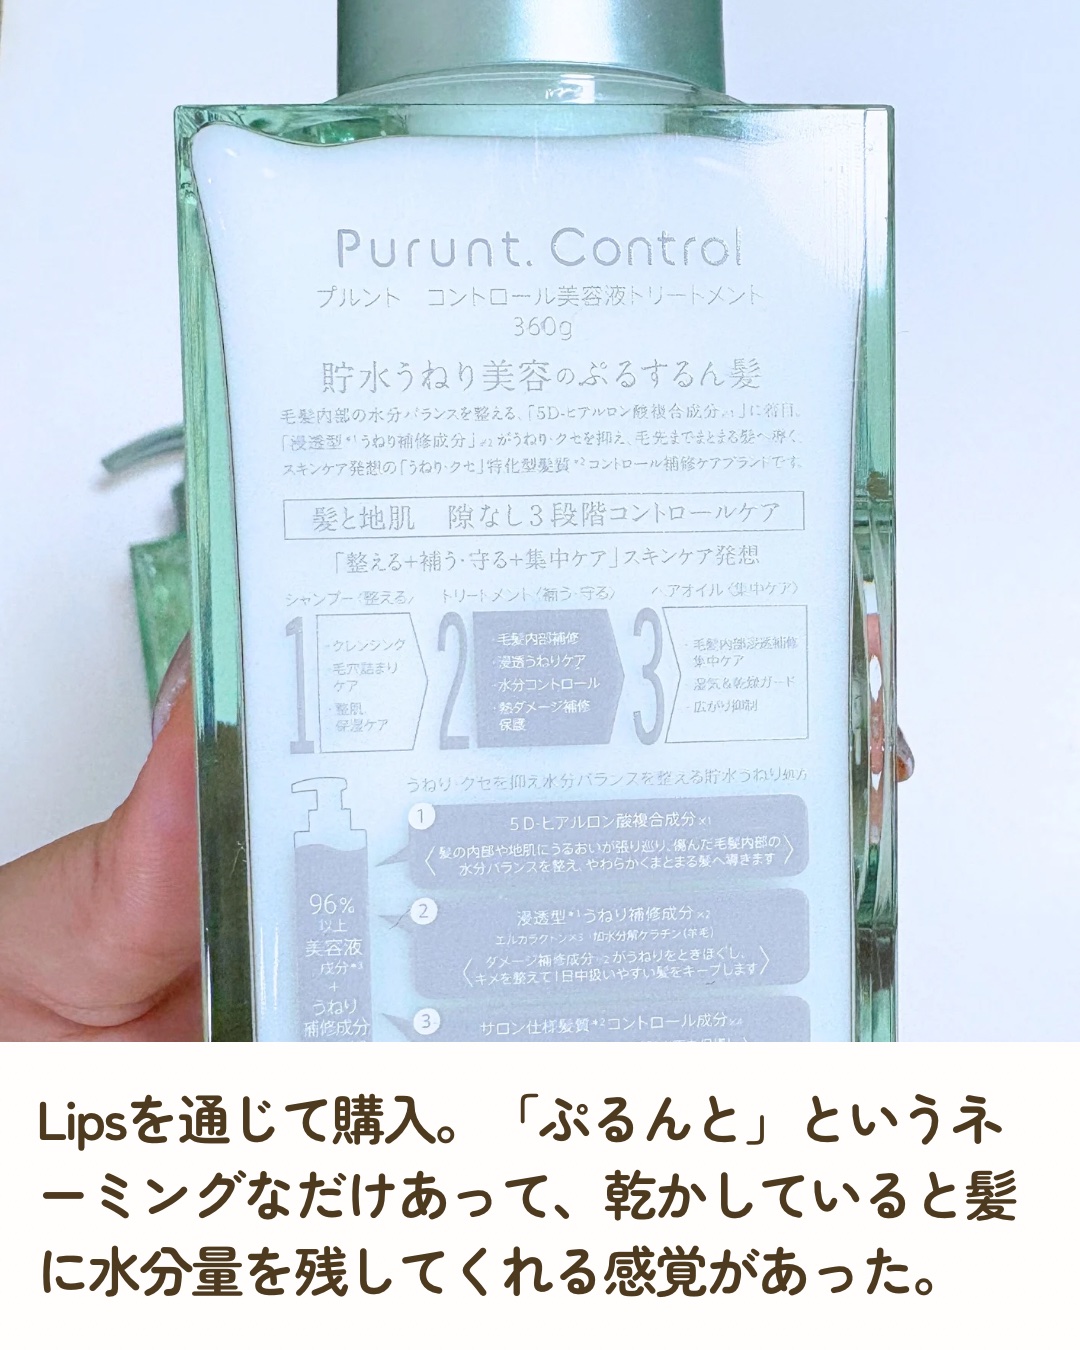 Purunt. Control
プルント コントロール美容液トリートメント
360g
貯水うねり美容のぷるするん髪
毛髪内部の水分バランスを整える、「5D-ヒアルロン酸複合成分※1」に着目。
「浸透型*1うねり補修成分」※2がうねり・クセを抑え、毛先までまとまる髪へ導く、
スキンケア発想の「うねり・クセ」特化型髪質*2コントロール補修ケアブランドです。
髪と地肌 隙なし3段階コントロールケア
「整える+補う・守る+集中ケア」スキンケア発想
シャンプー〈整える〉 トリートメント〈補う・守る〉 ヘアオイル〈集中ケア〉
1
・クレンジング
・毛穴詰まり
ケア
・整肌、
保湿ケア
2
・毛髪内部補修
・浸透うねりケア
・水分コントロール
・熱ダメージ補修
保護
3
・毛髪内部浸透補修
集中ケア
・湿気&乾燥ガード
・広がり抑制
うねり・クセを抑え水分バランスを整える貯水うねり処方
1
5D-ヒアルロン酸複合成分※1
〈髪の内部や地肌にうるおいが張り巡り、傷んだ毛髪内部の
水分バランスを整え、やわらかくまとまる髪へ導きます〉
96%
以上
美容液
成分*3
+
うねり
補修成分
2
浸透型*1うねり補修成分※2
エルカラクトン※3・加水分解ケラチン(羊毛)
〈ダメージ補修成分※2がうねりをときほぐし、
キメを整えて1日中扱いやすい髪をキープします〉
3
サロン仕様髪質*2コントロール成分※4
Lipsを通じて購入。「ぷるんと」というネ
ーミングなだけあって、乾かしていると髪
に水分量を残してくれる感覚があった。